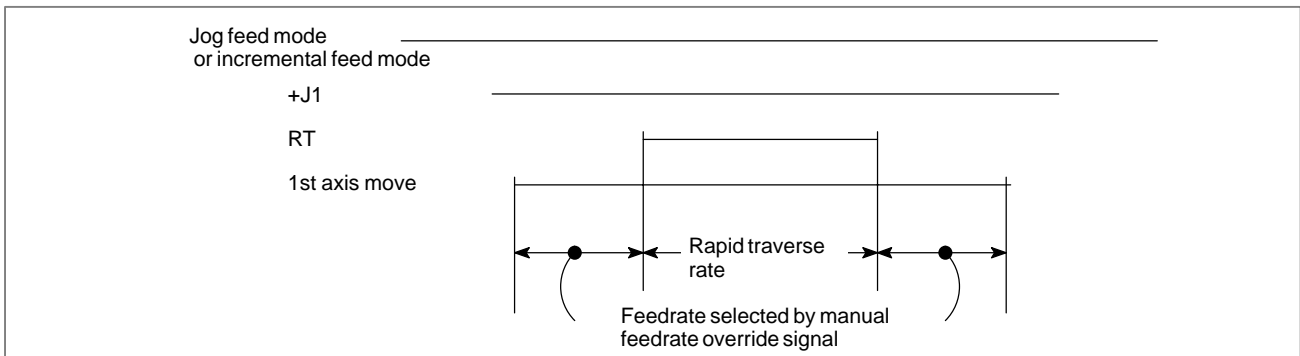 Jog feed mode
or incremental feed mode
+J1
RT
1st axis move
Rapid traverse
rate
Feedrate selected by manual
feedrate override signal